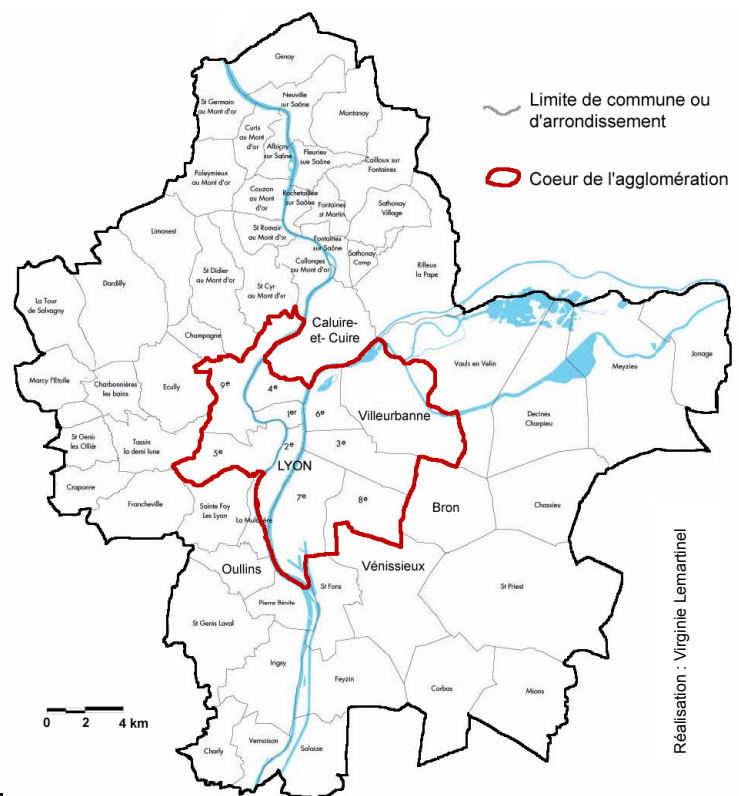 Genay
Neuville
sur Saône
St Germain
au Mont d'or
Montanay
Curis
au Mont
d'or
Albigny
sur Saône
Fleurieu
sue Saône
Cailloux sur
Fontaines
Poleymieux
au Mont d'or
Couzon
au Mont
d'or
Rochetaillée
sur Saône
Fontaines
st Martin
Sathonay
Village
Limonest
St Romain
au Mont d'or
Fontaines
sur Saône
Sathonay
Camp
Rilleux
la Pape
St Didier
au Mont d'or
Collonges
au Mont d'or
St Cyr
au Mont d'or
Dardilly
La Tour
de Salvagny
Champagne
Caluire-
et- Cuire
Marcy l'Etoile
Charbonnières
les bains
Ecully
9e
4e
1er
6e
Villeurbanne
Vaulx en Velin
Meyzieu
Jonage
Decines
Charpieu
St Genis
les Ollièr
Tassin
la demi lune
5e
2e
3e
LYON
Craponne
Francheville
Sainte Foy
Les Lyon
La Mulatière
7e
8e
Bron
Chassieu
Oullins
Vénissieux
St Fons
St Priest
Pierre Bénite
St Genis Laval
Irigny
Feyzin
Corbas
Mions
Vernaison
Charly
Solaize
Limite de commune ou
d'arrondissement
Coeur de l'agglomération
0 2 4 km
Réalisation : Virginie Lemartinel